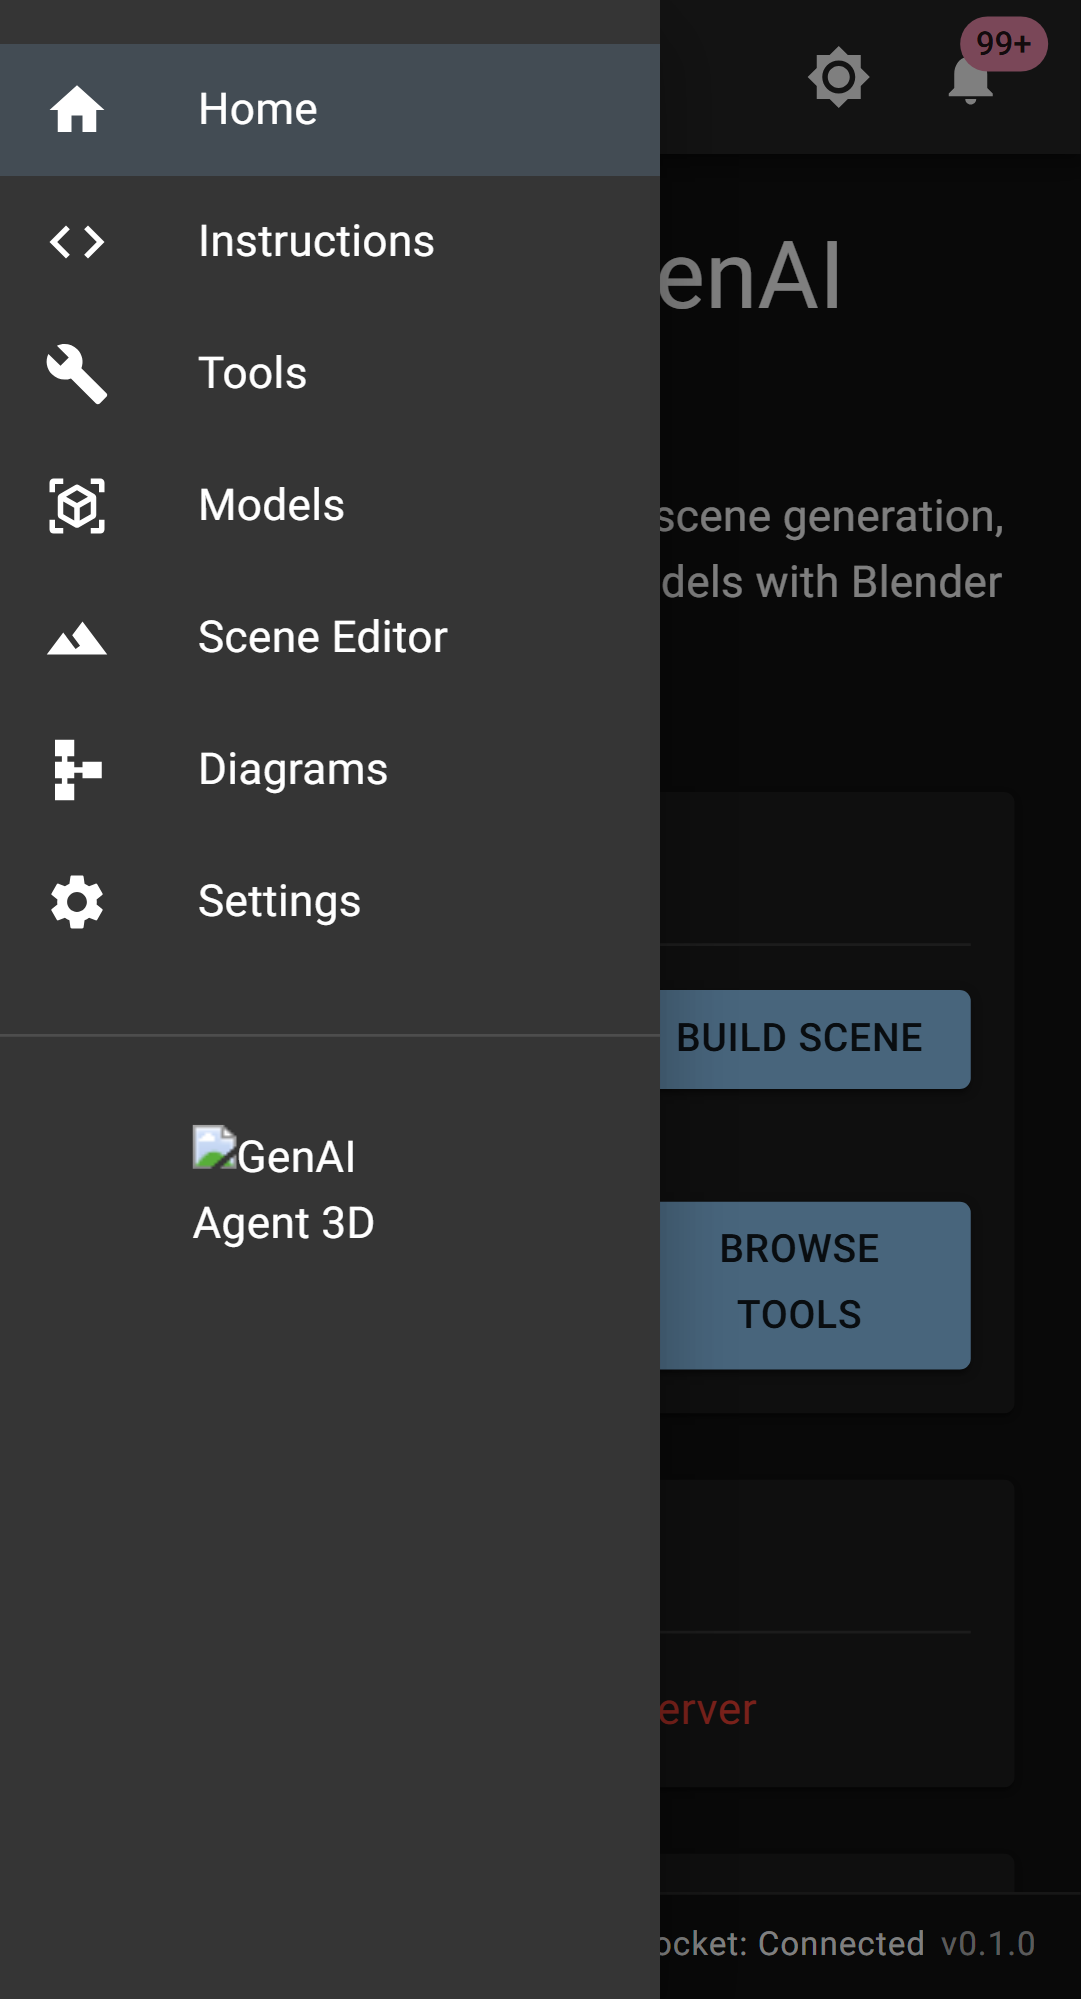 99+
Home
Instructions
enAI
Tools
Models
scene generation,
dels with Blender
Scene Editor
Diagrams
Settings
BUILD SCENE
GenAI
Agent 3D
BROWSE
TOOLS
erver
ocket: Connected v0.1.0